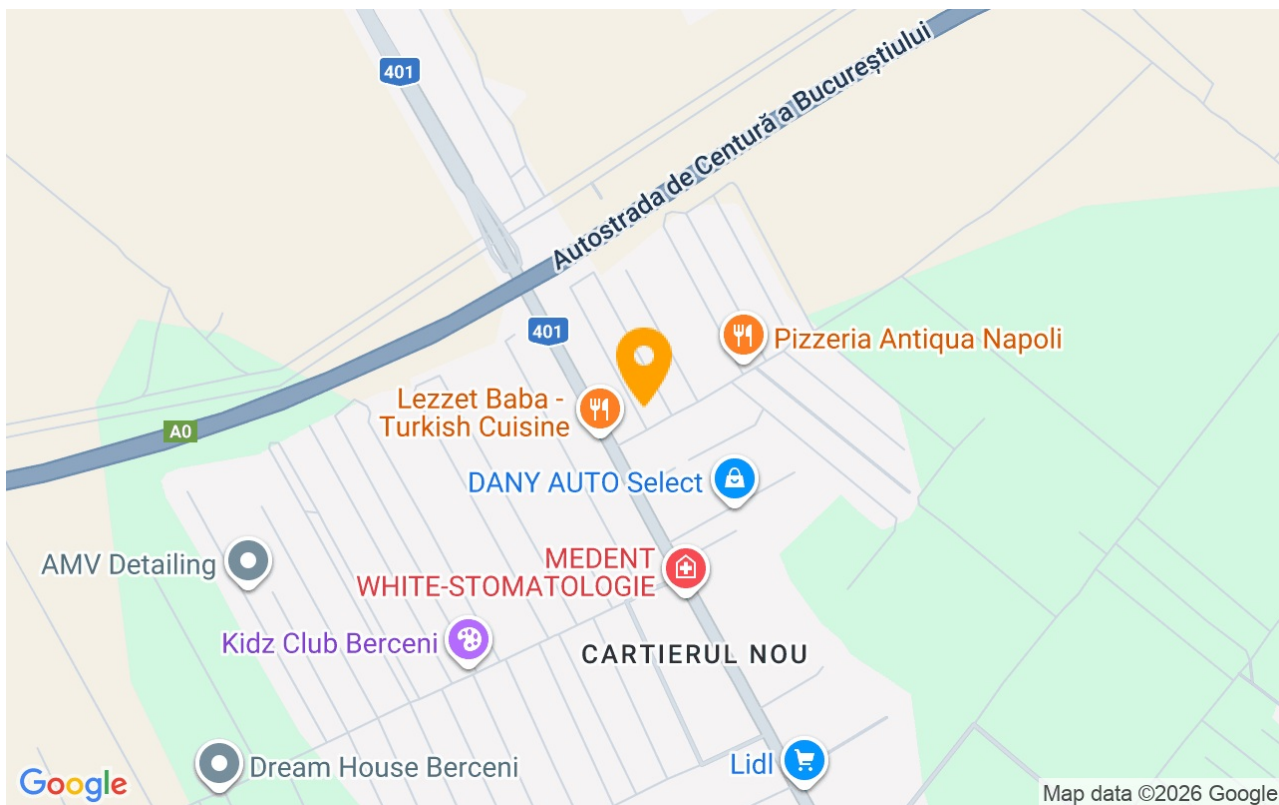 401
Autostrada de Centură a Bucureștiului
401
Pizzeria Antiqua Napoli
Lezzet Baba -
Turkish Cuisine
A0
DANY AUTO Select
MEDENT
WHITE-STOMATOLOGIE
AMV Detailing
Kidz Club Berceni
CARTIERUL NOU
Dream House Berceni
Lidl
Google
Map data ©2026 Google